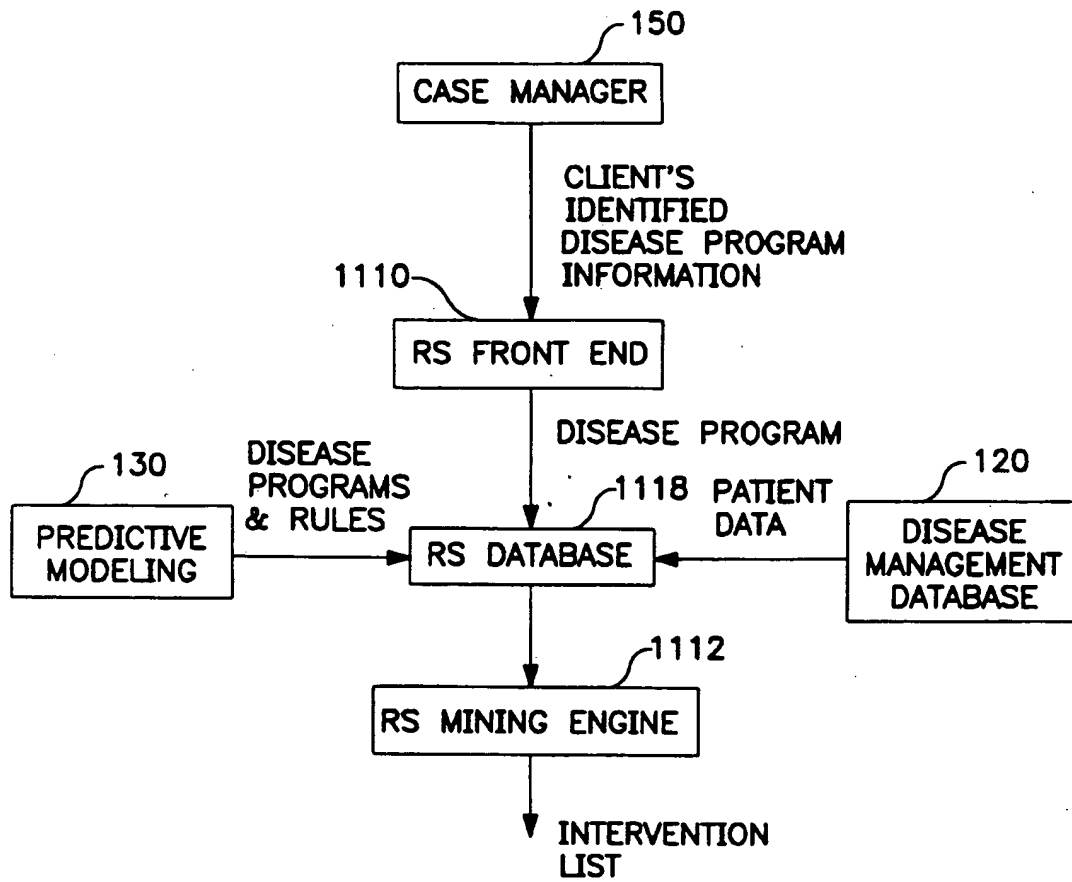 150
CASE MANAGER
CLIENT'S
IDENTIFIED
DISEASE PROGRAM
INFORMATION
1110
RS FRONT END
DISEASE PROGRAM
130
DISEASE
PROGRAMS
& RULES
PREDICTIVE
MODELING
1118
RS DATABASE
PATIENT
DATA
120
DISEASE
MANAGEMENT
DATABASE
1112
RS MINING ENGINE
INTERVENTION
LIST